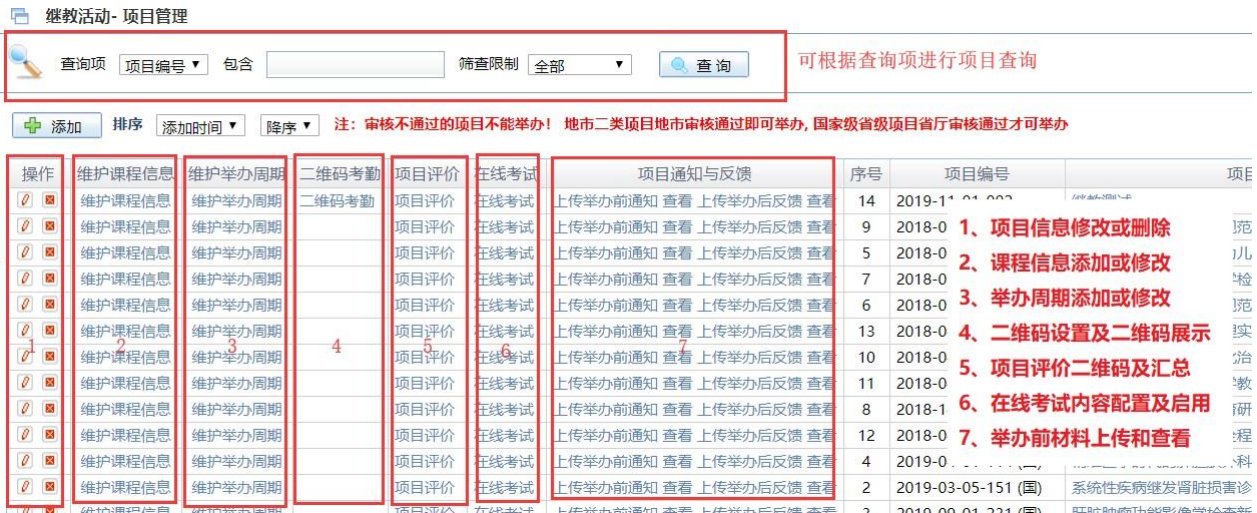 继教活动- 项目管理
查询项 项目编号 包含 筛查限制 全部 查 询 可根据查询项进行项目查询
添加 排序 添加时间 降序 注：审核不通过的项目不能举办！ 地市二类项目地市审核通过即可举办, 国家级省级项目省厅审核通过才可举办
操作 维护课程信息 维护举办周期 二维码考勤 项目评价 在线考试 项目通知与反馈 序号 项目编号
维护课程信息 维护举办周期 二维码考勤 项目评价 在线考试 上传举办前通知 查看 上传举办后反馈 查看 14 2019-11-01-002 继教测试
维护课程信息 维护举办周期 项目评价 在线考试 上传举办前通知 查看 上传举办后反馈 查看 9 2018-0
1、项目信息修改或删除
维护课程信息 维护举办周期 项目评价 在线考试 上传举办前通知 查看 上传举办后反馈 查看 5 2018-0
2、课程信息添加或修改
维护课程信息 维护举办周期 项目评价 在线考试 上传举办前通知 查看 上传举办后反馈 查看 7 2018-0
3、举办周期添加或修改
维护课程信息 维护举办周期 项目评价 在线考试 上传举办前通知 查看 上传举办后反馈 查看 6 2018-0
维护课程信息 维护举办周期 项目评价 在线考试 上传举办前通知 查看 上传举办后反馈 查看 13 2018-0
4、二维码设置及二维码展示
1 2 3 4 5 6 7
维护课程信息 维护举办周期 项目评价 在线考试 上传举办前通知 查看 上传举办后反馈 查看 10 2018-0
5、项目评价二维码及汇总
维护课程信息 维护举办周期 项目评价 在线考试 上传举办前通知 查看 上传举办后反馈 查看 11 2018-0
6、在线考试内容配置及启用
维护课程信息 维护举办周期 项目评价 在线考试 上传举办前通知 查看 上传举办后反馈 查看 8 2018-1
维护课程信息 维护举办周期 项目评价 在线考试 上传举办前通知 查看 上传举办后反馈 查看 12 2018-0
7、举办前材料上传和查看
维护课程信息 维护举办周期 项目评价 在线考试 上传举办前通知 查看 上传举办后反馈 查看 4 2019-0
维护课程信息 维护举办周期 项目评价 在线考试 上传举办前通知 查看 上传举办后反馈 查看 2 2019-03-05-151 (国) 系统性疾病继发肾脏损害诊